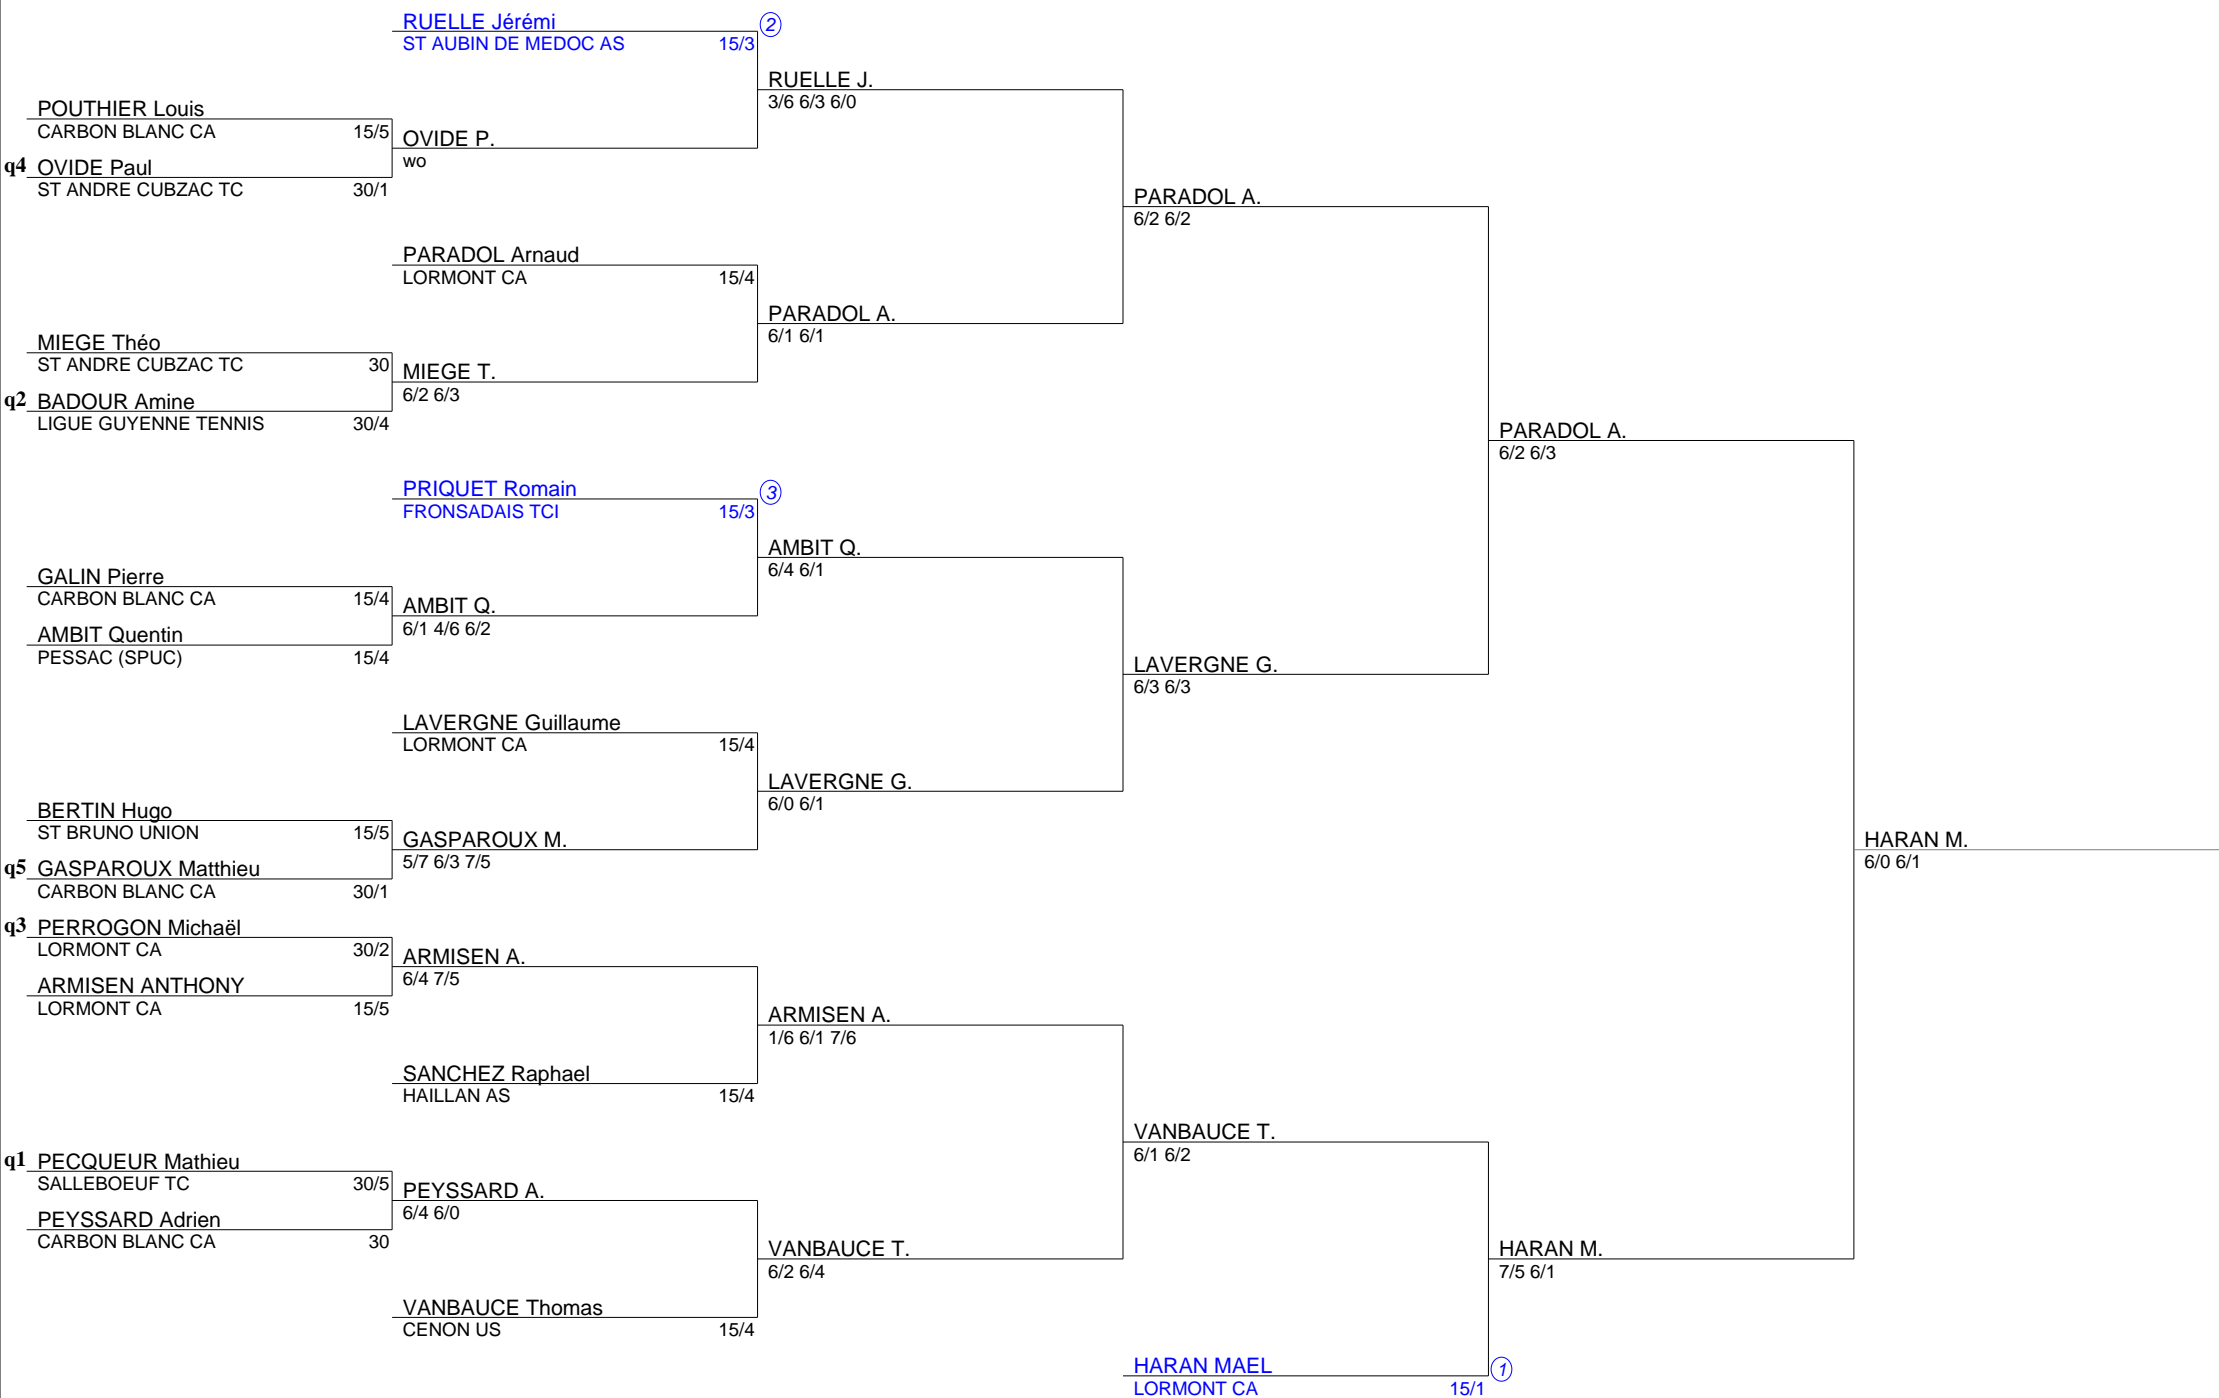 RUELLE Jérémi 2
ST AUBIN DE MEDOC AS 15/3
RUELLE J.
3/6 6/3 6/0
POUTHIER Louis
CARBON BLANC CA 15/5
OVIDE P.
wo
q4 OVIDE Paul
ST ANDRE CUBZAC TC 30/1
PARADOL A.
6/2 6/2
PARADOL Arnaud
LORMONT CA 15/4
PARADOL A.
6/1 6/1
MIEGE Théo
ST ANDRE CUBZAC TC 30
MIEGE T.
6/2 6/3
q2 BADOUR Amine
LIGUE GUYENNE TENNIS 30/4
PARADOL A.
6/2 6/3
PRIQUET Romain 3
FRONSADAIS TCI 15/3
AMBIT Q.
6/4 6/1
GALIN Pierre
CARBON BLANC CA 15/4
AMBIT Q.
6/1 4/6 6/2
AMBIT Quentin
PESSAC (SPUC) 15/4
LAVERGNE G.
6/3 6/3
LAVERGNE Guillaume
LORMONT CA 15/4
LAVERGNE G.
6/0 6/1
BERTIN Hugo
ST BRUNO UNION 15/5
GASPAROUX M.
5/7 6/3 7/5
HARAN M.
6/0 6/1
q5 GASPAROUX Matthieu
CARBON BLANC CA 30/1
q3 PERROGON Michaël
LORMONT CA 30/2
ARMISEN A.
6/4 7/5
ARMISEN ANTHONY
LORMONT CA 15/5
ARMISEN A.
1/6 6/1 7/6
SANCHEZ Raphael
HAILLAN AS 15/4
VANBAUCE T.
6/1 6/2
q1 PECQUEUR Mathieu
SALLEBOEUF TC 30/5
PEYSSARD A.
6/4 6/0
PEYSSARD Adrien
CARBON BLANC CA 30
VANBAUCE T.
6/2 6/4
HARAN M.
7/5 6/1
VANBAUCE Thomas
CENON US 15/4
HARAN MAEL 1
LORMONT CA 15/1